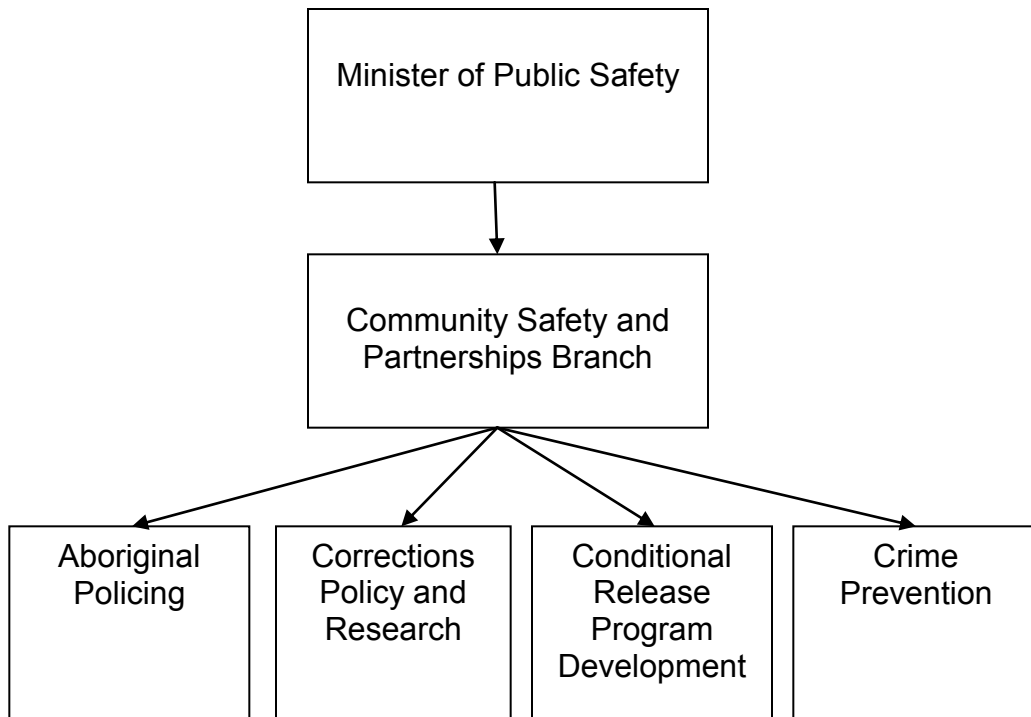 Minister of Public Safety
Community Safety and
Partnerships Branch
Aboriginal
Policing
Corrections
Policy and
Research
Conditional
Release
Program
Development
Crime
Prevention